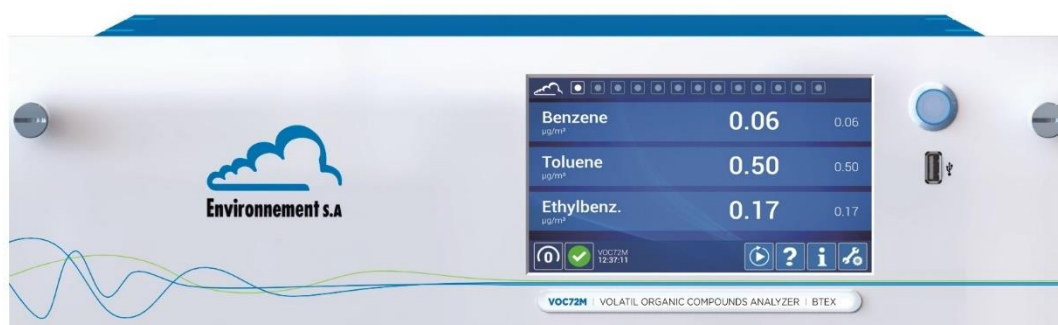 Environnement s.a
Benzene 0.06 0.06
µg/m³
Toluene 0.50 0.50
µg/m³
Ethylbenz. 0.17 0.17
µg/m³
0 VOC72M ? i
12:37:11
VOC72M | VOLATIL ORGANIC COMPOUNDS ANALYZER | BTEX